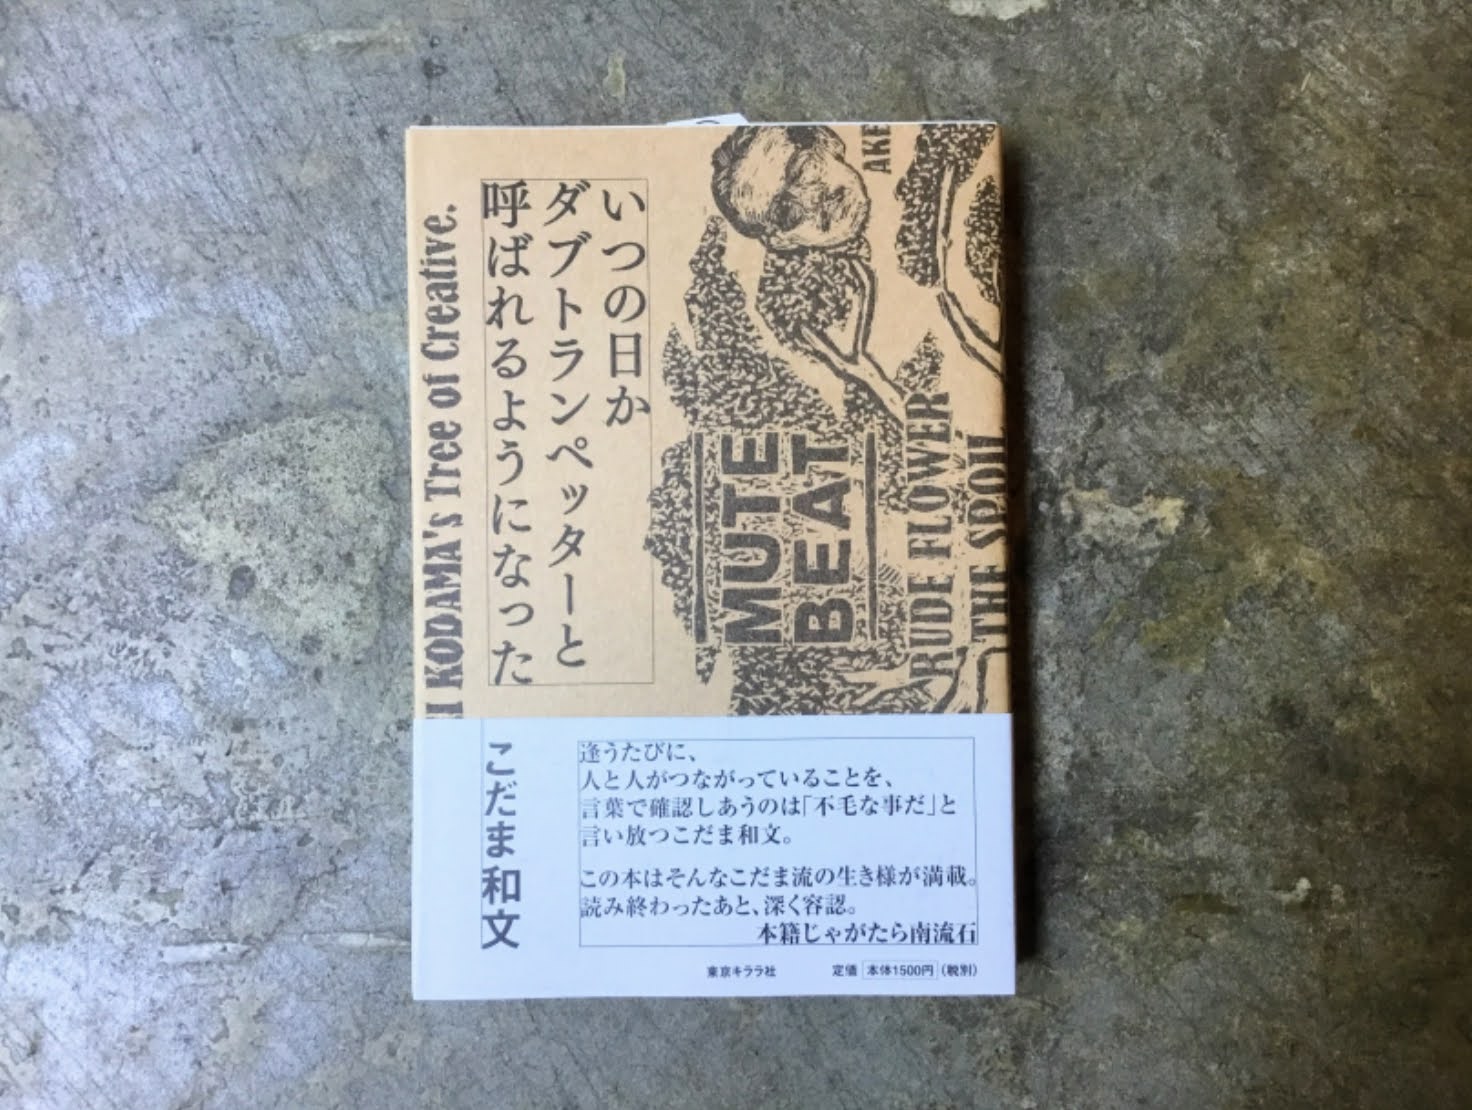 いつの日か
ダブトランペッターと
呼ばれるようになった
KODAMA's Tree of Creative.
AKE
MUTE
BEAT
RUDE FLOWER
THE SPOIL
こだま和文
逢うたびに、
人と人がつながっていることを、
言葉で確認しあうのは「不毛な事だ」と
言い放つこだま和文。
この本はそんなこだま流の生き様が満載。
読み終わったあと、深く容認。
本籍じゃがたら南流石
東京キララ社
定価 本体1500円 (税別)